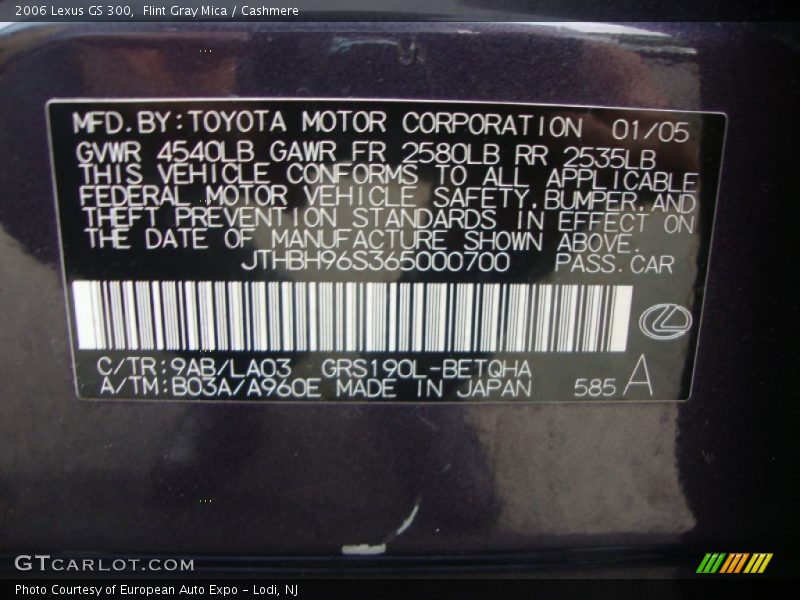 2006 Lexus GS 300, Flint Gray Mica / Cashmere
MFD.BY:TOYOTA MOTOR CORPORATION 01/05
GVWR 4540LB GAWR FR 2580LB RR 2535LB
THIS VEHICLE CONFORMS TO ALL APPLICABLE
FEDERAL MOTOR VEHICLE SAFETY,BUMPER,AND
THEFT PREVENTION STANDARDS IN EFFECT ON
THE DATE OF MANUFACTURE SHOWN ABOVE.
JTHBH96S365000700 PASS.CAR
C/TR:9AB/LA03 GRS190L-BETQHA
A/TM:B03A/A960E MADE IN JAPAN 585 A
GTCARLOT.COM
Photo Courtesy of European Auto Expo - Lodi, NJ